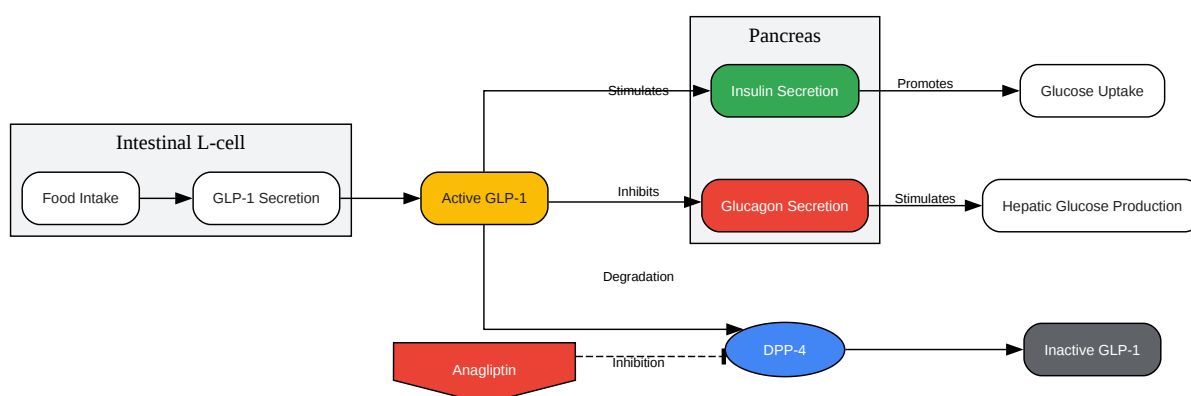 Pancreas
Stimulates
Insulin Secretion
Promotes
Glucose Uptake
Intestinal L-cell
Food Intake
GLP-1 Secretion
Active GLP-1
Inhibits
Glucagon Secretion
Stimulates
Hepatic Glucose Production
Degradation
DPP-4
Inactive GLP-1
Anagliptin
Inhibition